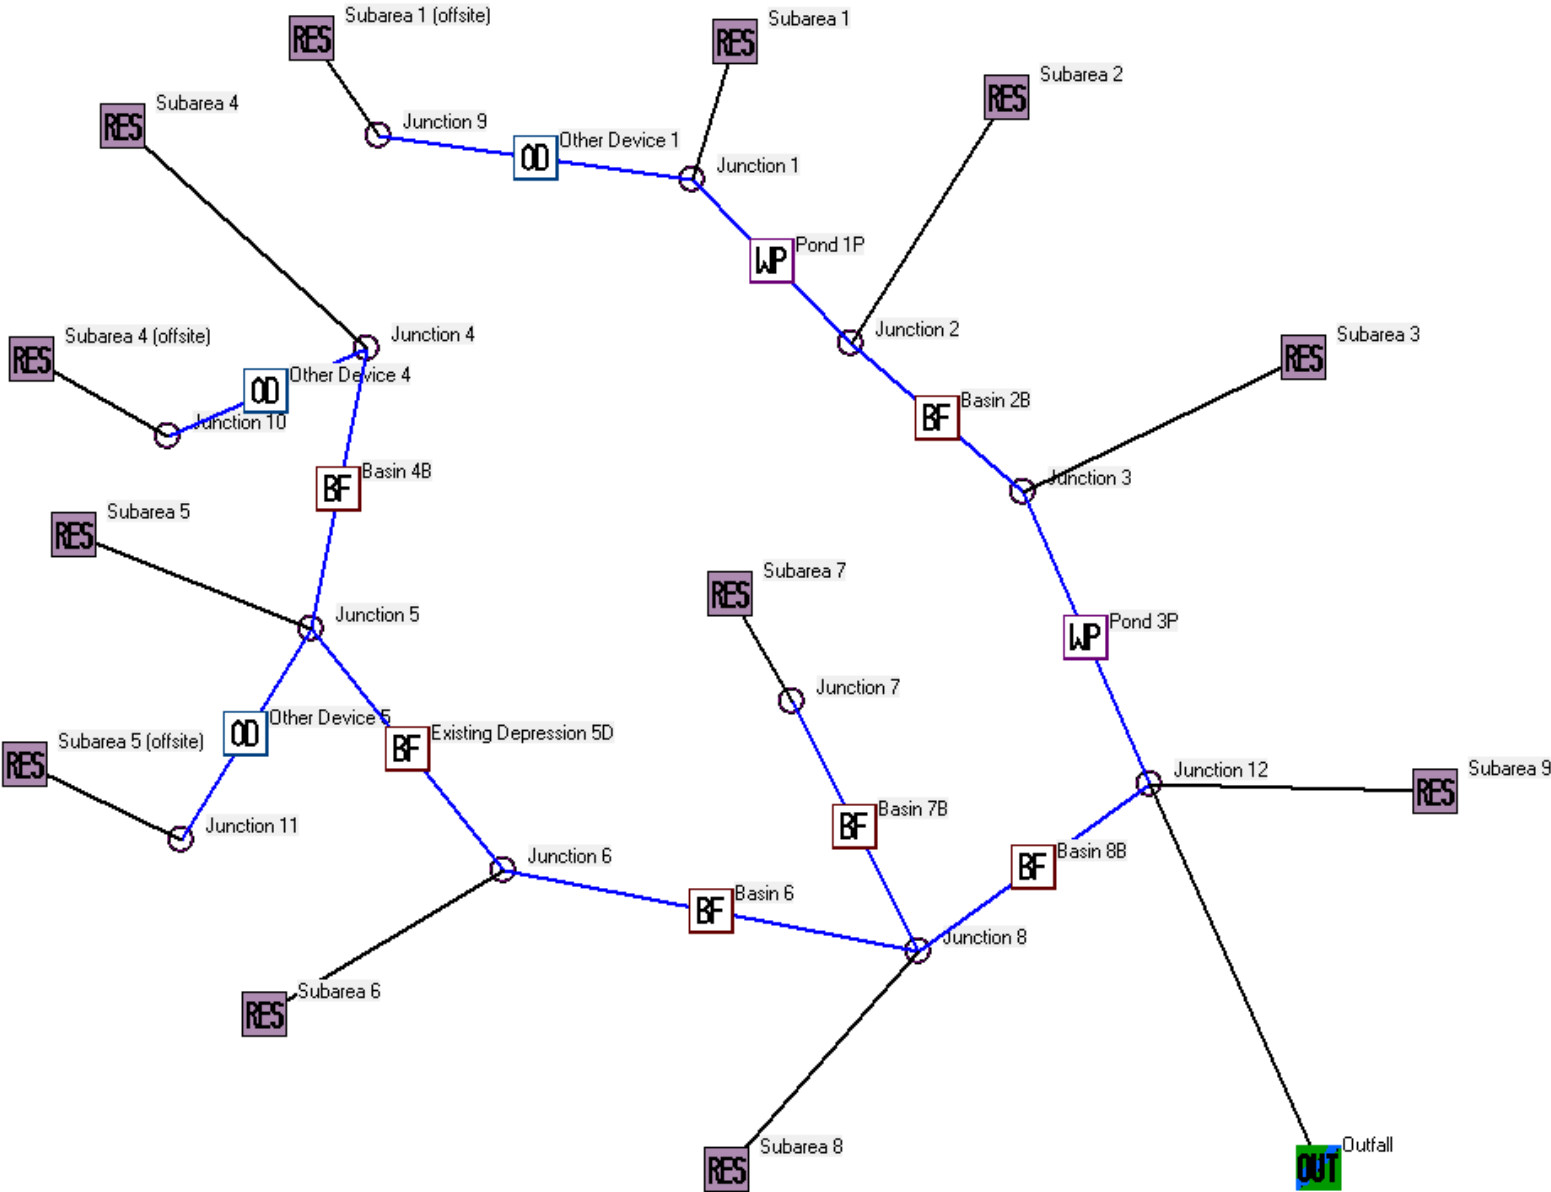 RES
Subarea 1 (offsite)
RES
Subarea 1
RES
Subarea 2
RES
Subarea 4
Junction 9
OD
Other Device 1
Junction 1
WP
Pond 1P
Junction 2
RES
Subarea 3
RES
Subarea 4 (offsite)
Junction 4
OD
Other Device 4
Junction 10
BF
Basin 2B
Junction 3
BF
Basin 4B
RES
Subarea 5
Junction 5
RES
Subarea 7
Junction 7
WP
Pond 3P
OD
Other Device 5
BF
Existing Depression 5D
RES
Subarea 5 (offsite)
Junction 11
Junction 12
RES
Subarea 9
BF
Basin 7B
BF
Basin 8B
Junction 6
BF
Basin 6
Junction 8
RES
Subarea 6
RES
Subarea 8
OUT
Outfall